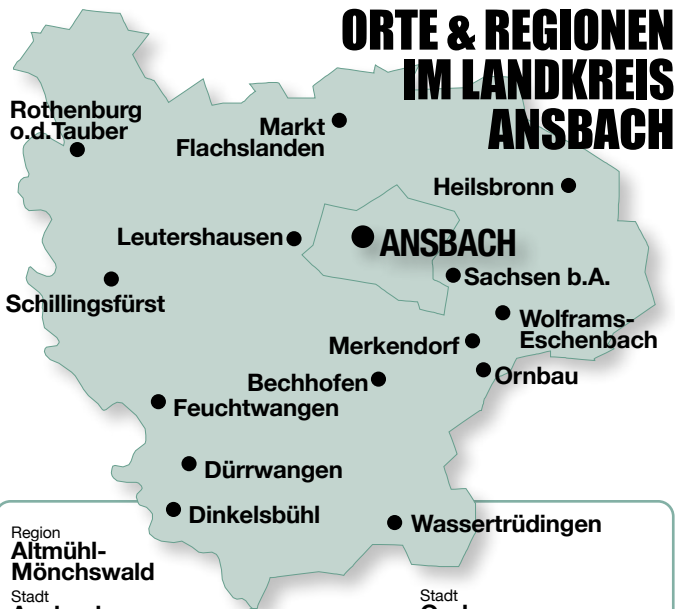 ORTE & REGIONEN
IM LANDKREIS
ANSBACH
Rothenburg
o.d.Tauber
Markt
Flachslanden
Heilsbronn
Leutershausen
ANSBACH
Sachsen b.A.
Schillingsfürst
Wolframs-
Eschenbach
Merkendorf
Ornbau
Bechhofen
Feuchtwangen
Dürrwangen
Dinkelsbühl
Wassertrüdingen
Region
Altmühl-
Mönchswald
Stadt
Stadt